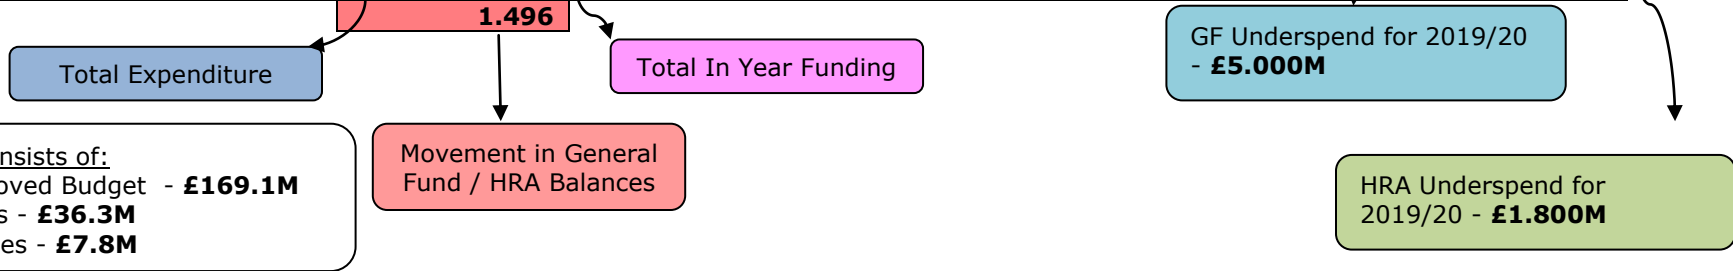 1.496
Total Expenditure
Total In Year Funding
GF Underspend for 2019/20
- £5.000M
nsists of:
oved Budget - £169.1M
s - £36.3M
es - £7.8M
Movement in General
Fund / HRA Balances
HRA Underspend for
2019/20 - £1.800M